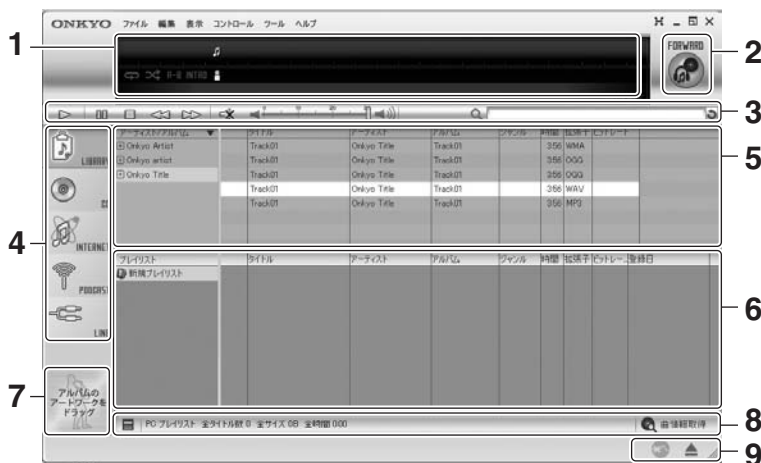 ONKYO ファイル 編集 表示 コントロール ツール ヘルプ
1
FORWARD
2
A-B INTRO
3
アーティスト/アルバム ▼ タイトル アーティスト アルバム ジャンル 時間 拡張子 ビットレート
Onkyo Artist Track01 Onkyo Title Track01 3:56 WMA
Onkyo artist Track01 Onkyo Title Track01 3:56 OGG
Onkyo Title Track01 Onkyo Title Track01 3:56 OGG
Track01 Onkyo Title Track01 3:56 WAV
Track01 Onkyo Title Track01 3:56 MP3
5
LIBRARY
CD
4
INTERNET
PODCAST
LINE
プレイリスト タイトル アーティスト アルバム ジャンル 時間 拡張子 ビットレー... 登録日
新規プレイリスト
6
7
アルバムの
アートワークを
ドラッグ
PC プレイリスト 全タイトル数 0 全サイズ 0B 全時間 0:00 曲情報取得
8
9